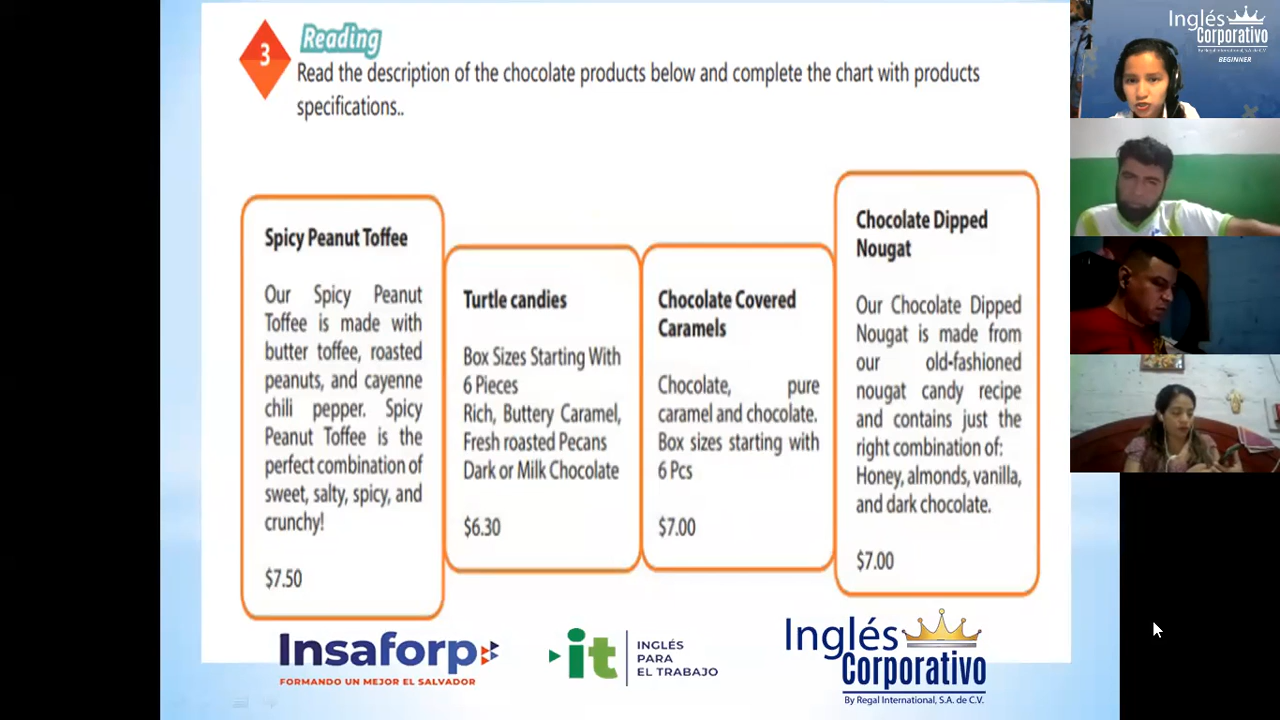 3
Reading
Read the description of the chocolate products below and complete the chart with products
specifications..
Spicy Peanut Toffee
Our Spicy Peanut
Toffee is made with
butter toffee, roasted
peanuts, and cayenne
chili pepper. Spicy
Peanut Toffee is the
perfect combination of
sweet, salty, spicy, and
crunchy!
$7.50
Turtle candies
Box Sizes Starting With
6 Pieces
Rich, Buttery Caramel,
Fresh roasted Pecans
Dark or Milk Chocolate
$6.30
Chocolate Covered
Caramels
Chocolate, pure
caramel and chocolate.
Box sizes starting with
6 Pcs
$7.00
Chocolate Dipped
Nougat
Our Chocolate Dipped
Nougat is made from
our old-fashioned
nougat candy recipe
and contains just the
right combination of:
Honey, almonds, vanilla,
and dark chocolate.
$7.00
Insaforp
FORMANDO UN MEJOR EL SALVADOR
it
INGLÉS
PARA
EL TRABAJO
Inglés
Corporativo
By Regal International, S.A. de C.V.
Inglés
Corporativo
By Regal International, S.A. de C.V.
BEGINNER